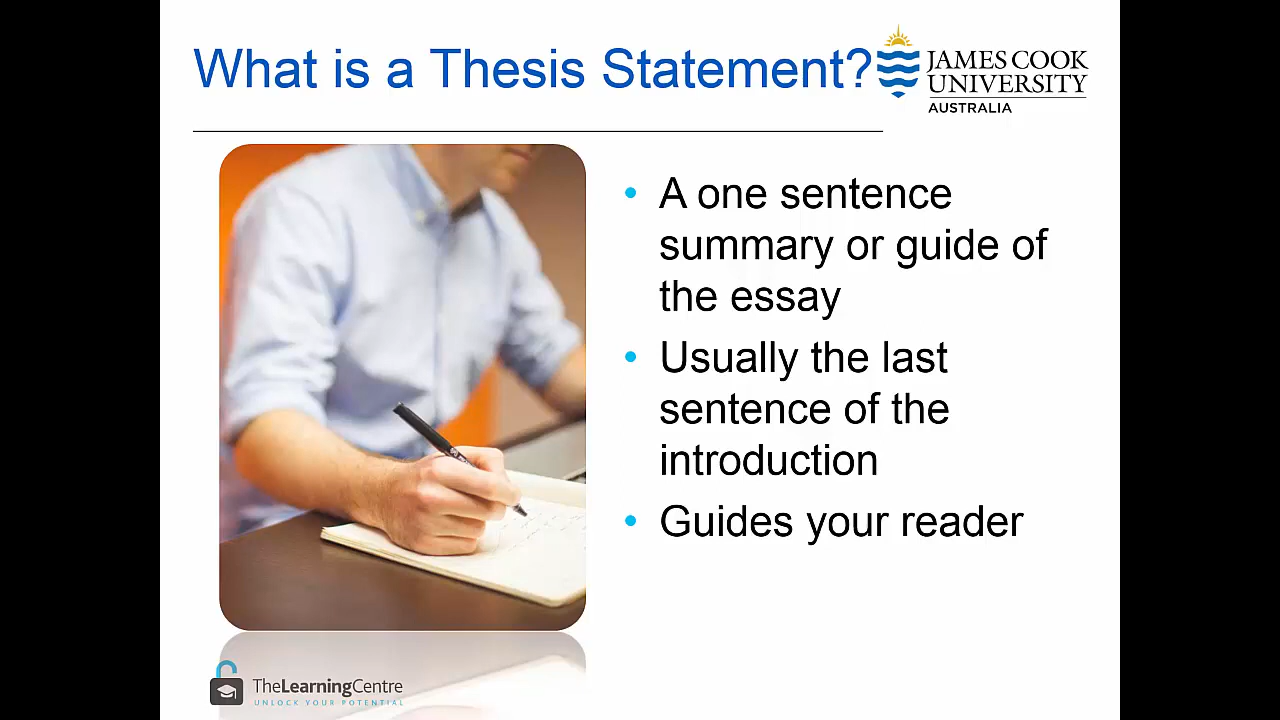 What is a Thesis Statement?
JAMES COOK
UNIVERSITY
AUSTRALIA
• A one sentence
summary or guide of
the essay
• Usually the last
sentence of the
introduction
• Guides your reader
TheLearningCentre
UNLOCK YOUR POTENTIAL